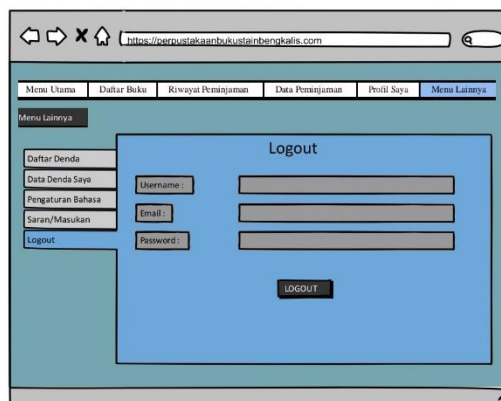 https://perpustakaanbukustainbengkalis.com
Menu Utama Daftar Buku Riwayat Peminjaman Data Peminjaman Profil Saya Menu Lainnya
Menu Lainnya
Logout
Daftar Denda
Data Denda Saya
Pengaturan Bahasa
Saran/Masukan
Logout
Username :
Email :
Password :
LOGOUT